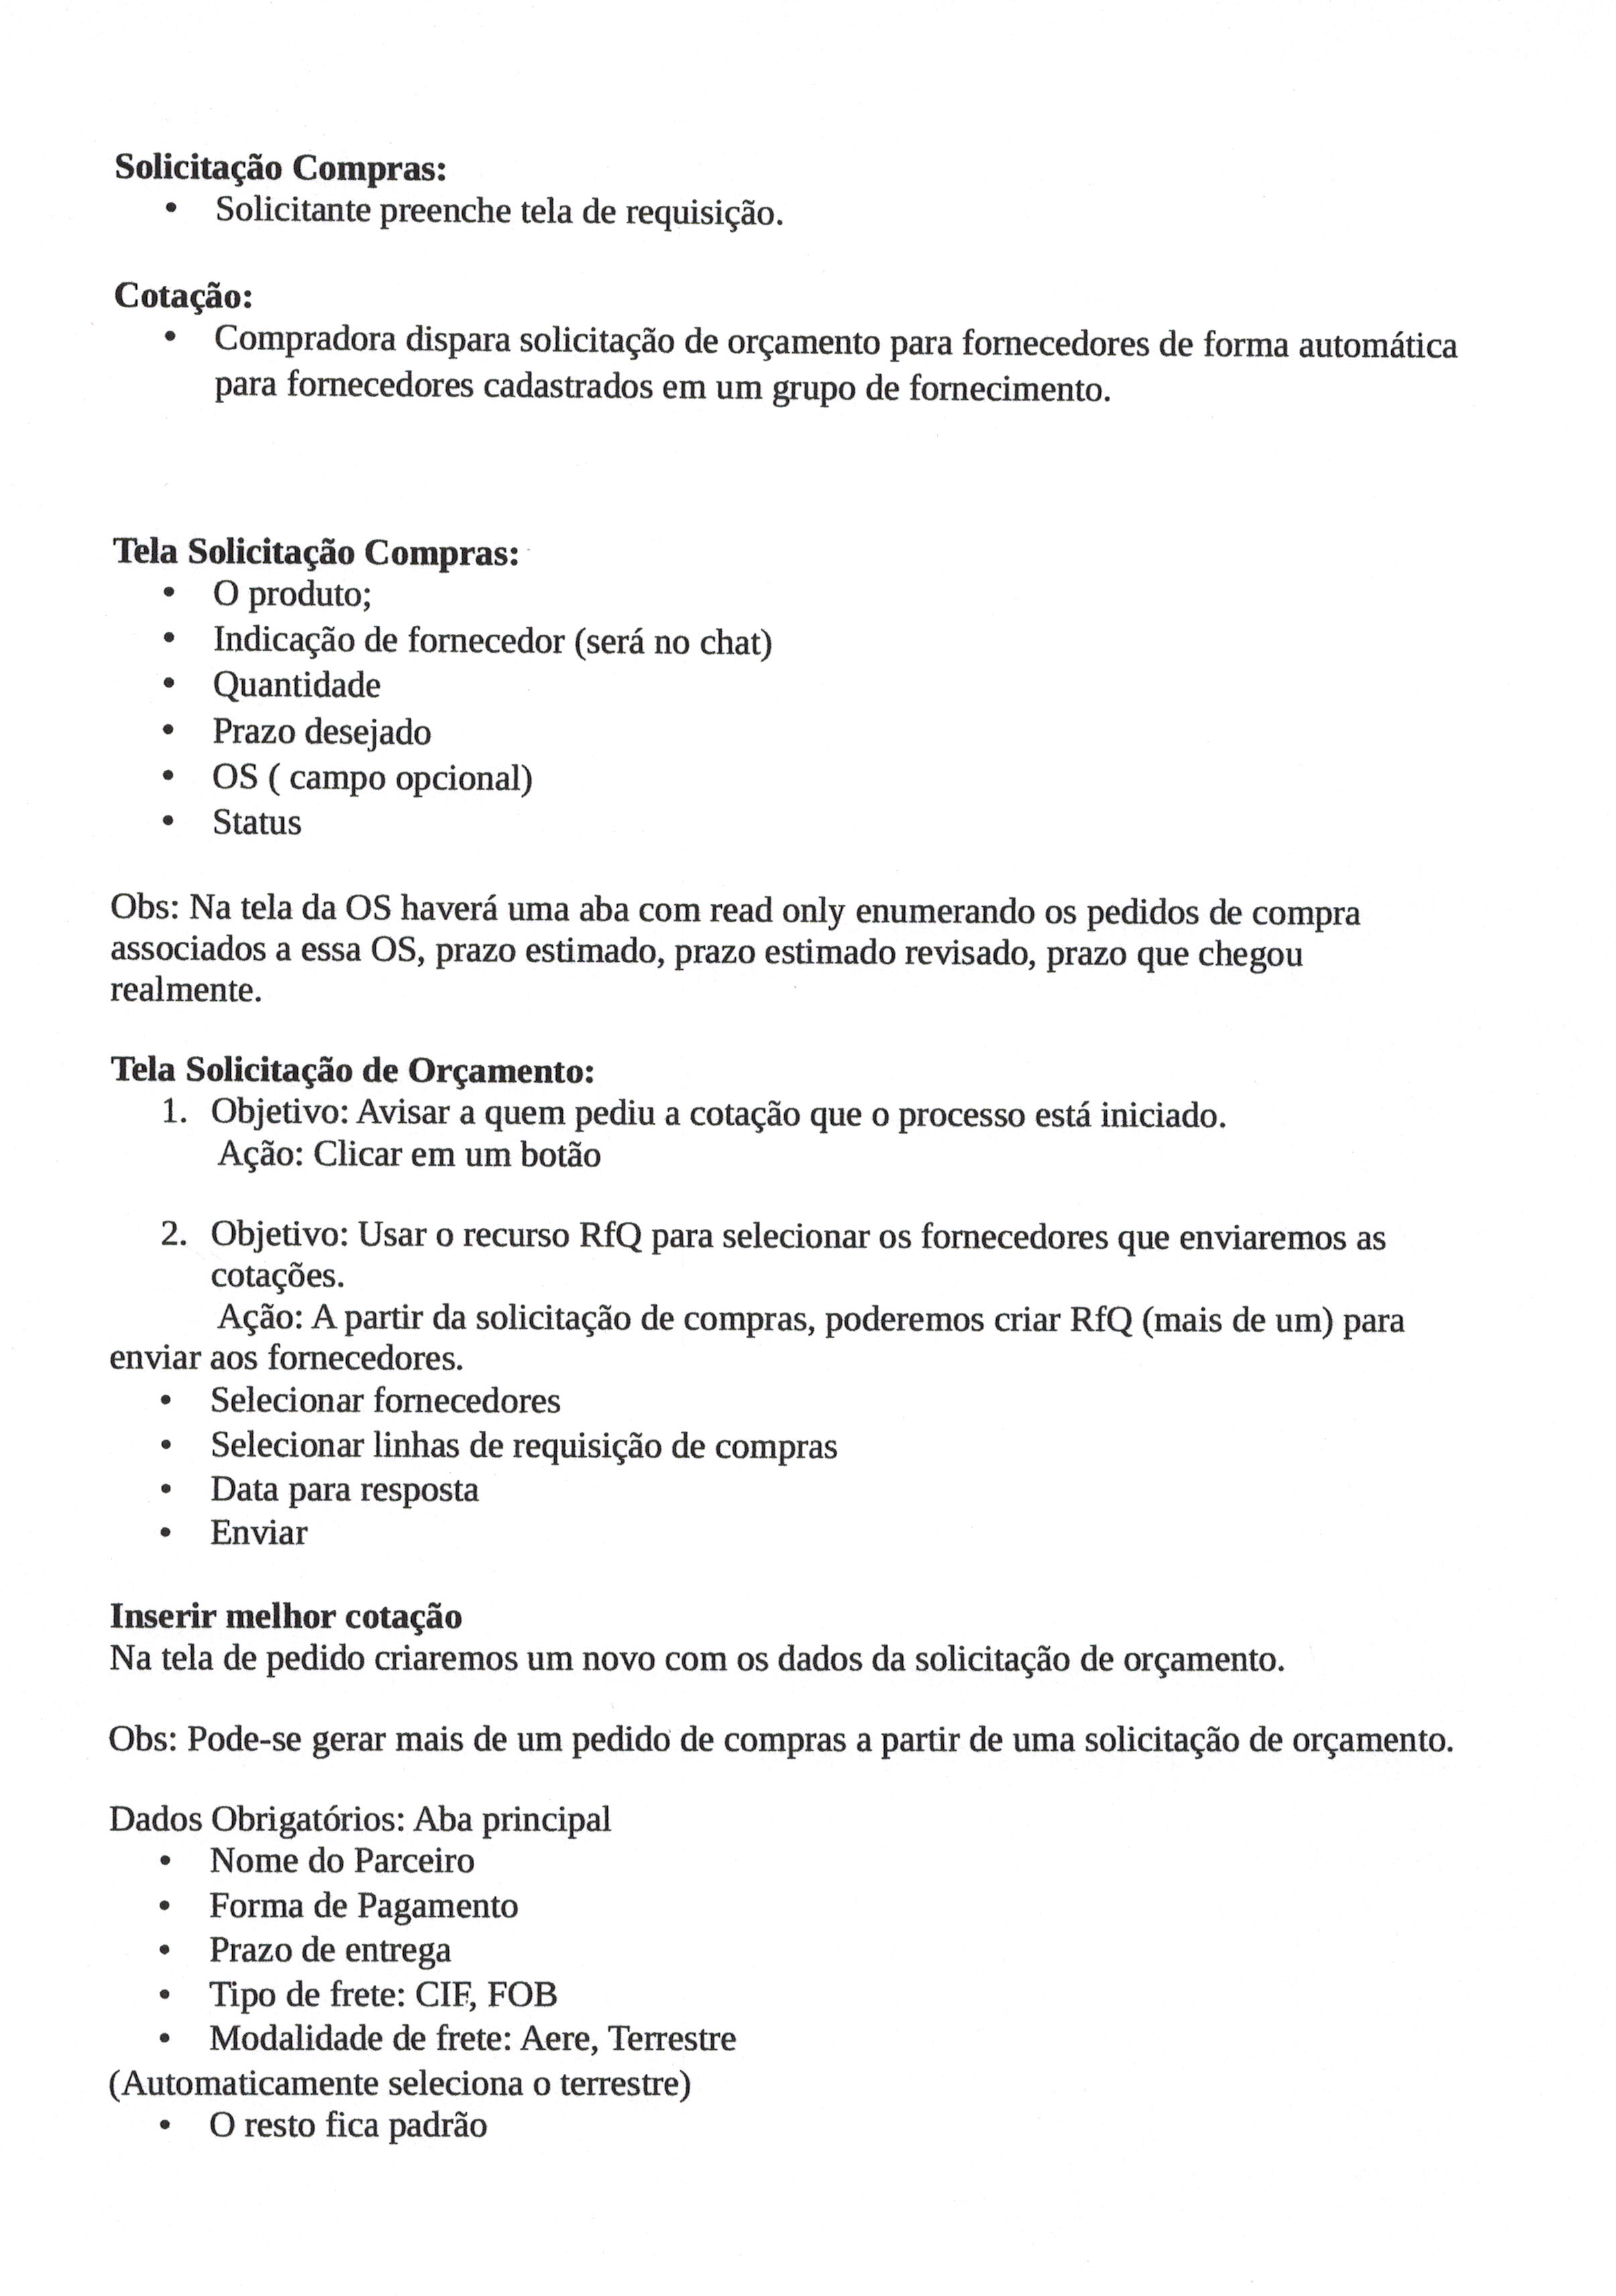 Solicitação Compras:
• Solicitante preenche tela de requisição.
Cotação:
• Compradora dispara solicitação de orçamento para fornecedores de forma automática
para fornecedores cadastrados em um grupo de fornecimento.
Tela Solicitação Compras:
• O produto;
• Indicação de fornecedor (será no chat)
• Quantidade
• Prazo desejado
• OS ( campo opcional)
• Status
Obs: Na tela da OS haverá uma aba com read only enumerando os pedidos de compra
associados a essa OS, prazo estimado, prazo estimado revisado, prazo que chegou
realmente.
Tela Solicitação de Orçamento:
1. Objetivo: Avisar a quem pediu a cotação que o processo está iniciado.
Ação: Clicar em um botão
2. Objetivo: Usar o recurso RfQ para selecionar os fornecedores que enviaremos as
cotações.
Ação: A partir da solicitação de compras, poderemos criar RfQ (mais de um) para
enviar aos fornecedores.
• Selecionar fornecedores
• Selecionar linhas de requisição de compras
• Data para resposta
• Enviar
Inserir melhor cotação
Na tela de pedido criaremos um novo com os dados da solicitação de orçamento.
Obs: Pode-se gerar mais de um pedido de compras a partir de uma solicitação de orçamento.
Dados Obrigatórios: Aba principal
• Nome do Parceiro
• Forma de Pagamento
• Prazo de entrega
• Tipo de frete: CIF, FOB
• Modalidade de frete: Aere, Terrestre
(Automaticamente seleciona o terrestre)
• O resto fica padrão